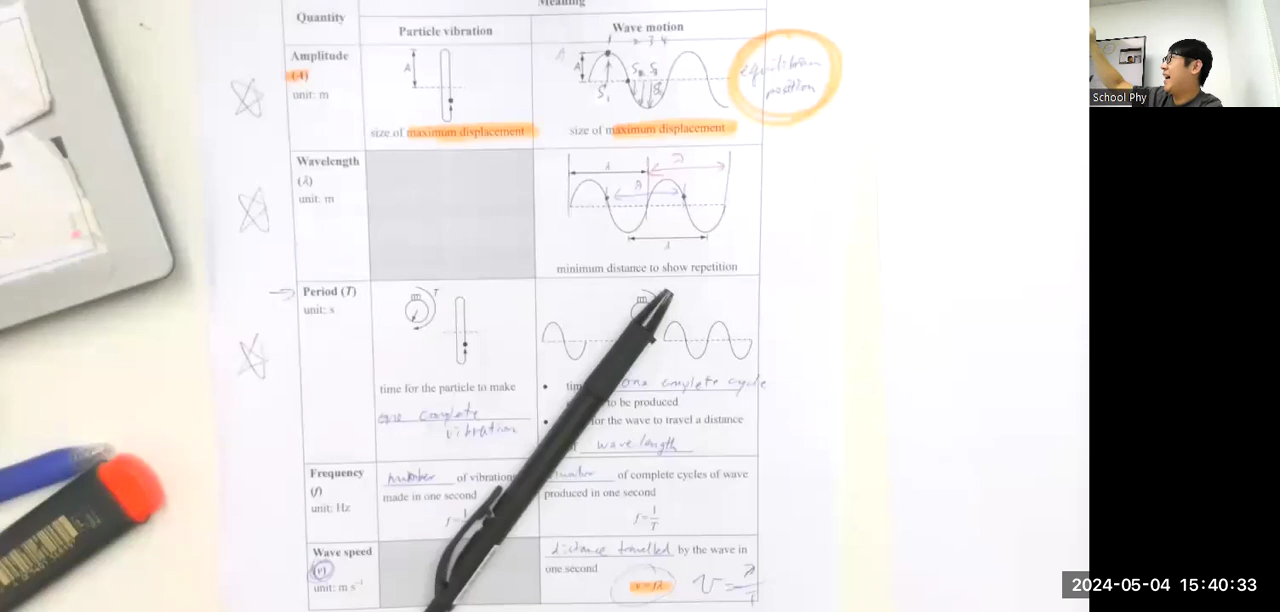 Meaning
Quantity
Particle vibration
Wave motion
Amplitude
(A)
unit: m
A
size of maximum displacement
A
A
S₁
size of maximum displacement
equilibrium
position
Wavelength
(λ)
unit: m
λ
λ
λ
λ
minimum distance to show repetition
Period (T)
unit: s
T
time for the particle to make
one complete
vibration
one complete cycle
to be produced
for the wave to travel a distance
wavelength
Frequency
(f)
unit: Hz
number of vibrations
made in one second
number of complete cycles of wave
produced in one second
f=1/T
Wave speed
(v)
unit: m s⁻¹
distance travelled by the wave in
one second
v=fλ
School Phy
2024-05-04 15:40:33